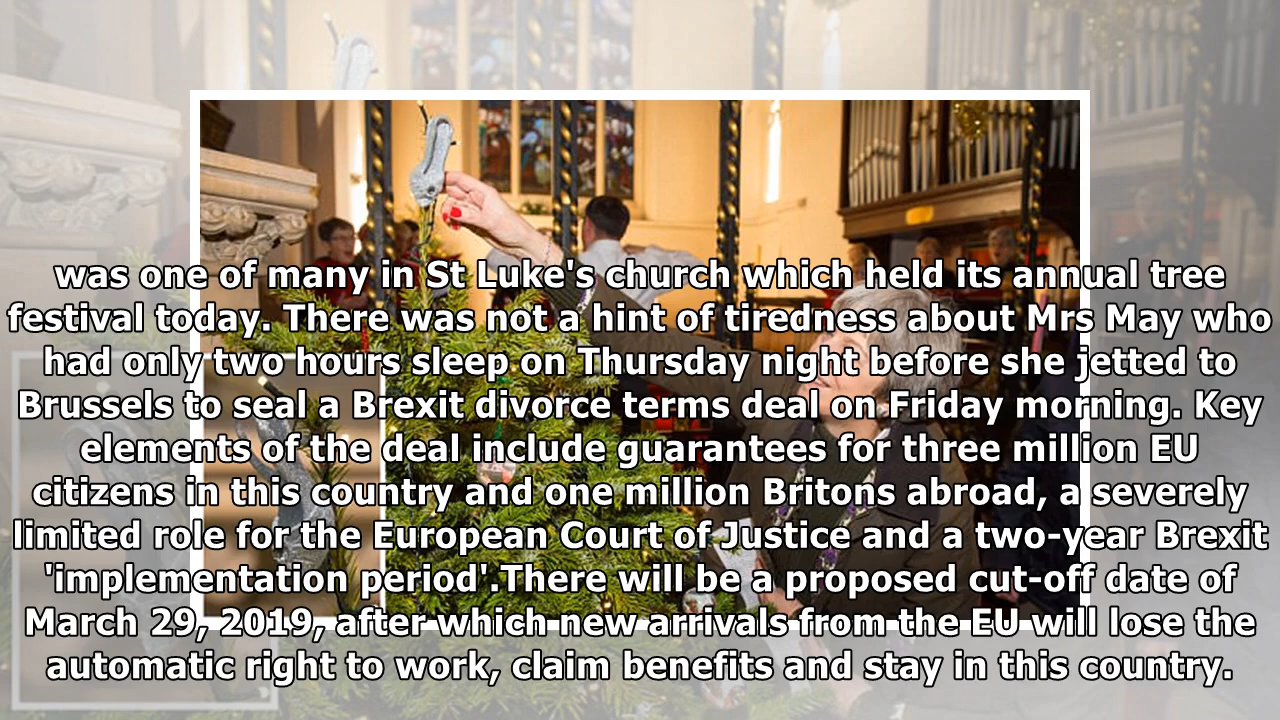 was one of many in St Luke's church which held its annual tree
festival today. There was not a hint of tiredness about Mrs May who
had only two hours sleep on Thursday night before she jetted to
Brussels to seal a Brexit divorce terms deal on Friday morning. Key
elements of the deal include guarantees for three million EU
citizens in this country and one million Britons abroad, a severely
limited role for the European Court of Justice and a two-year Brexit
'implementation period'.There will be a proposed cut-off date of
March 29, 2019, after which new arrivals from the EU will lose the
automatic right to work, claim benefits and stay in this country.